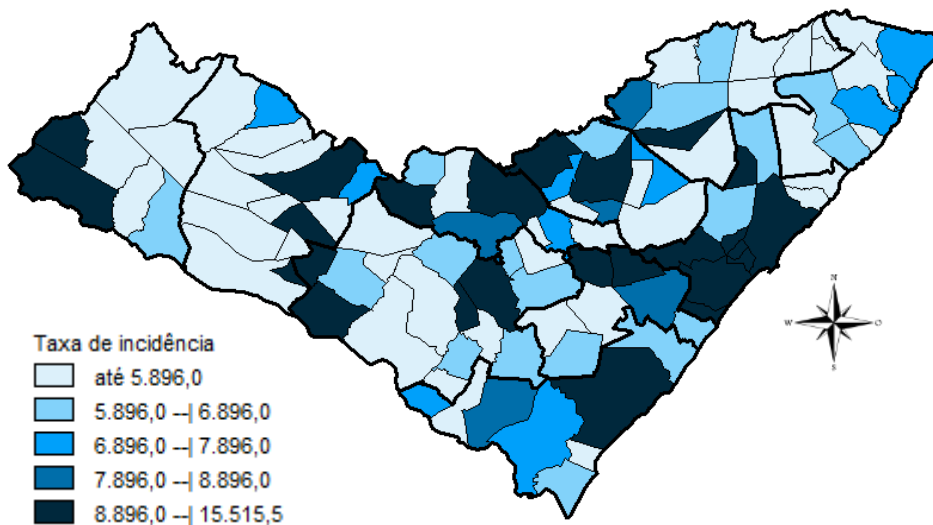 Taxa de incidência
até 5.896,0
5.896,0 --| 6.896,0
6.896,0 --| 7.896,0
7.896,0 --| 8.896,0
8.896,0 --| 15.515,5
N
W
O
S